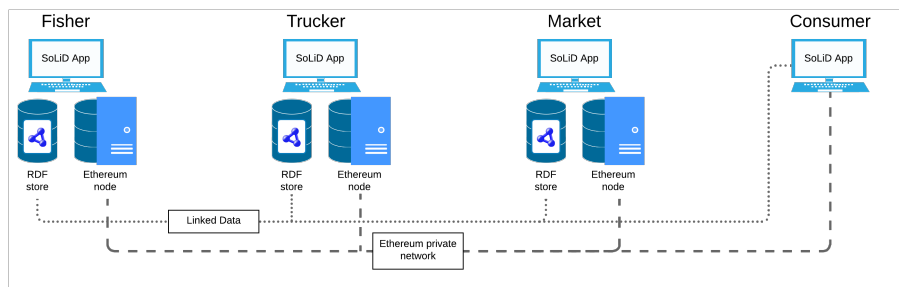 Fisher
Trucker
Market
Consumer
SoLiD App
SoLiD App
SoLiD App
SoLiD App
RDF
store
Ethereum
node
RDF
store
Ethereum
node
RDF
store
Ethereum
node
Linked Data
Ethereum private
network